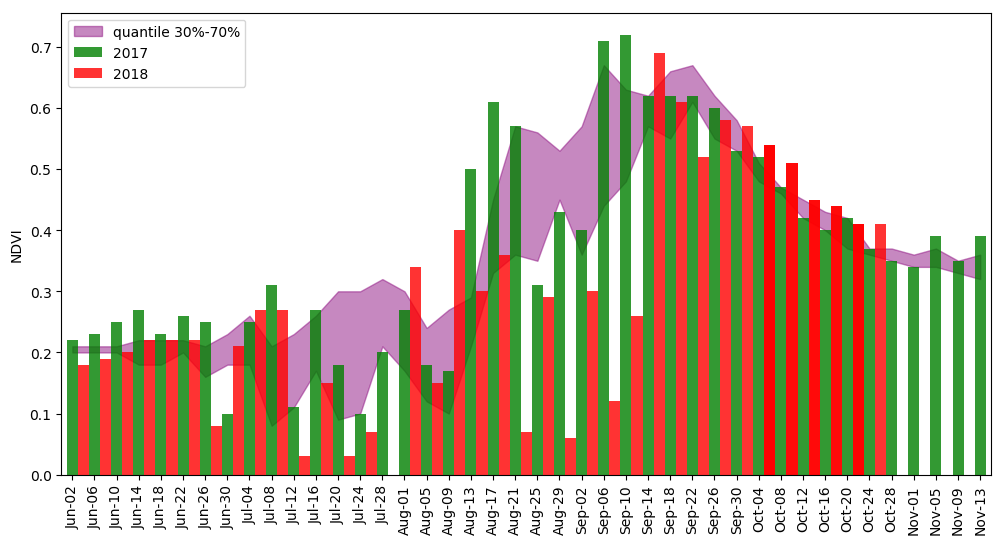 quantile 30%-70%
2017
2018
NDVI
0.7
0.6
0.5
0.4
0.3
0.2
0.1
0.0
Jun-02
Jun-06
Jun-10
Jun-14
Jun-18
Jun-22
Jun-26
Jun-30
Jul-04
Jul-08
Jul-12
Jul-16
Jul-20
Jul-24
Jul-28
Aug-01
Aug-05
Aug-09
Aug-13
Aug-17
Aug-21
Aug-25
Aug-29
Sep-02
Sep-06
Sep-10
Sep-14
Sep-18
Sep-22
Sep-26
Sep-30
Oct-04
Oct-08
Oct-12
Oct-16
Oct-20
Oct-24
Oct-28
Nov-01
Nov-05
Nov-09
Nov-13